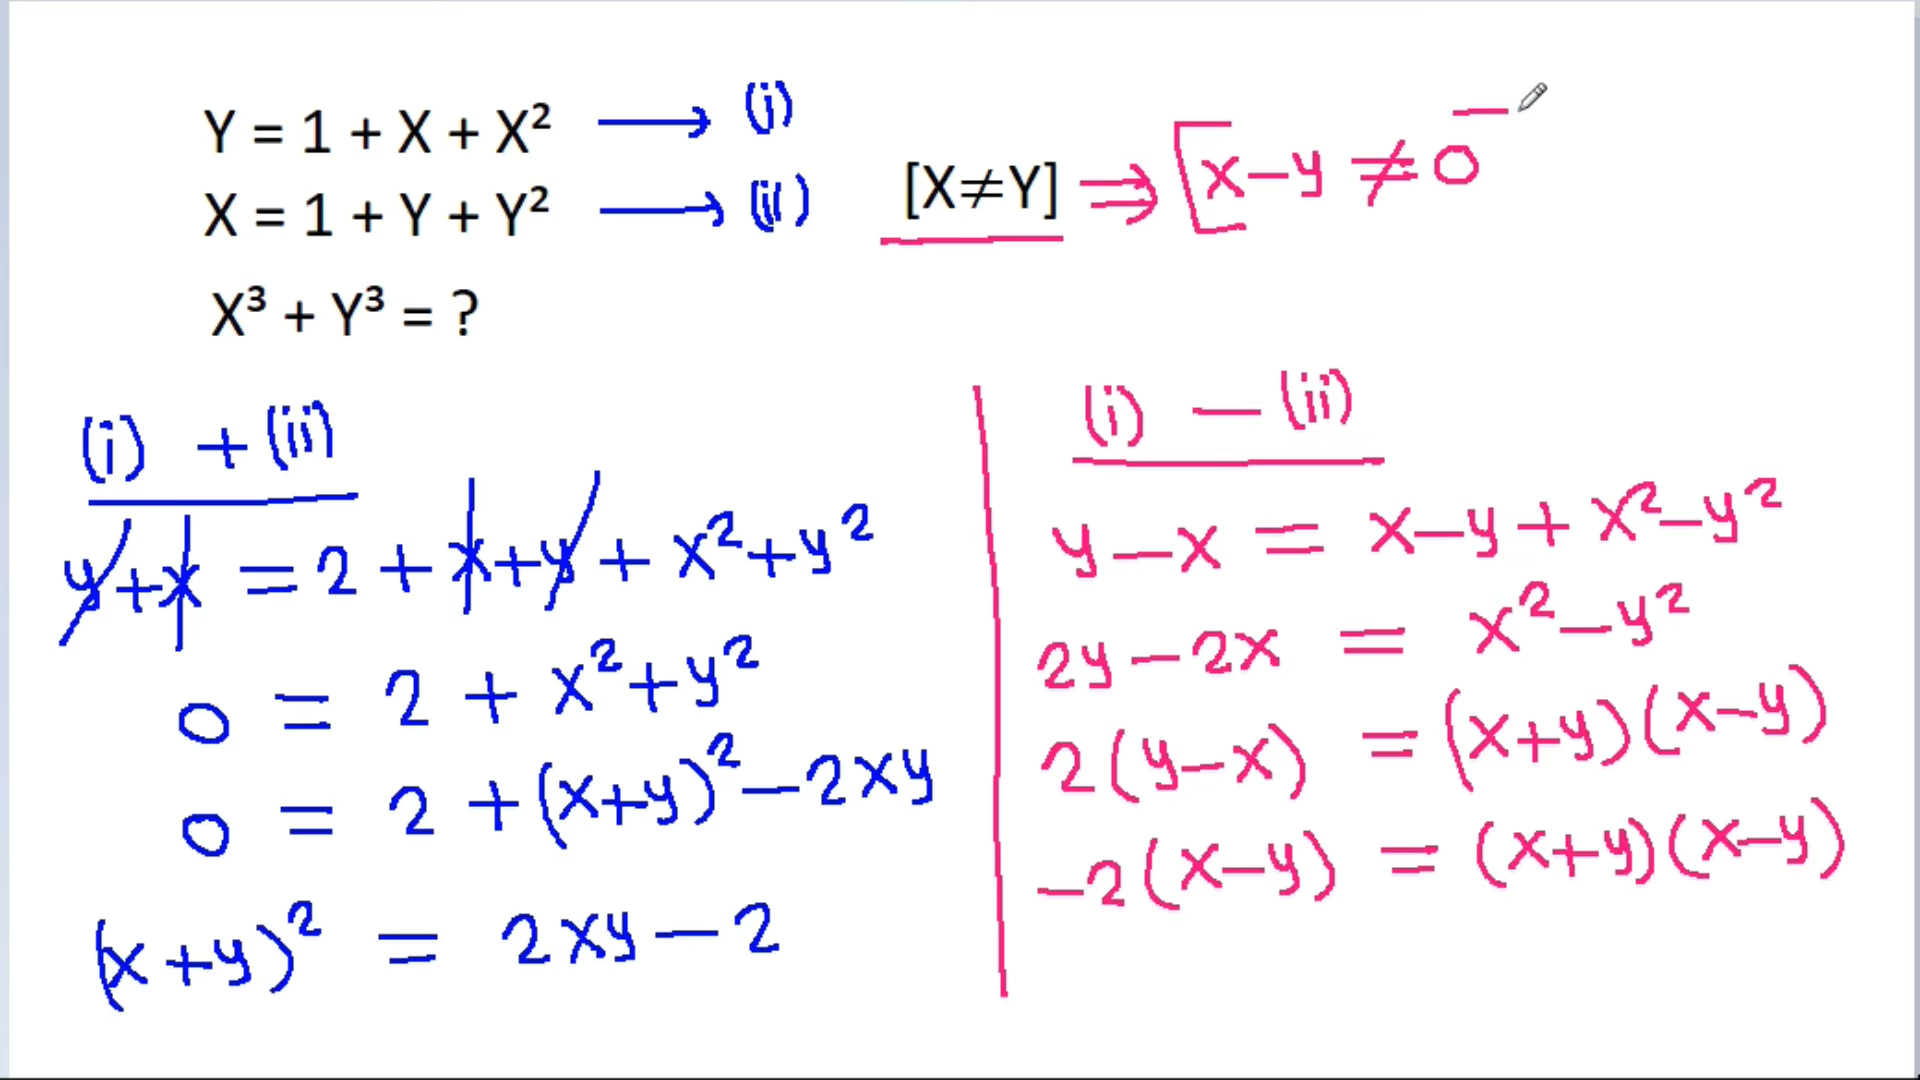 Y = 1 + X + X² ⟶ (i)
X = 1 + Y + Y² ⟶ (ii)
[X≠Y] ⇒ [x-y ≠ 0
X³ + Y³ = ?
(i) + (ii)
y+x = 2 + x+y + x²+y²
0 = 2 + x²+y²
0 = 2 + (x+y)² - 2xy
(x+y)² = 2xy - 2
(i) - (ii)
y-x = x-y + x²-y²
2y-2x = x²-y²
2(y-x) = (x+y)(x-y)
-2(x-y) = (x+y)(x-y)